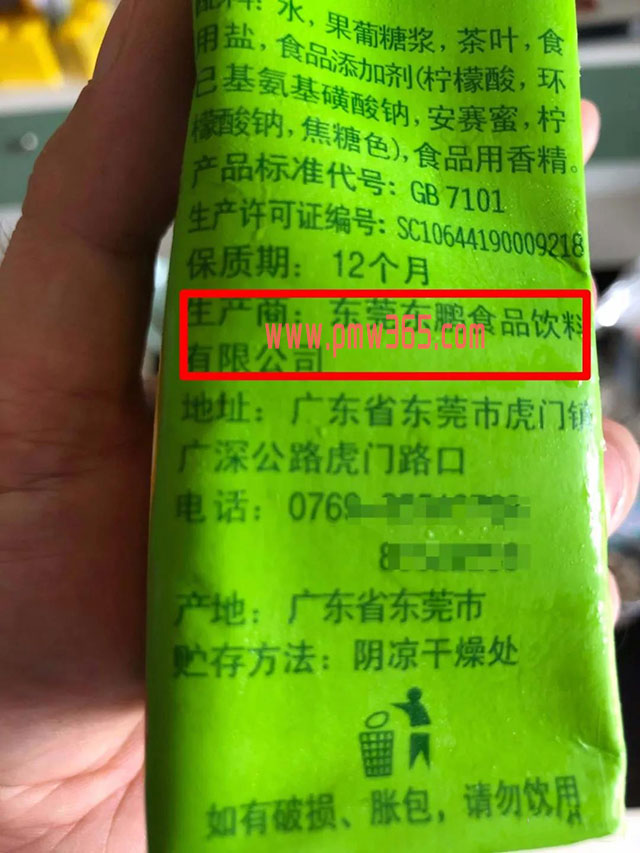 配料: 水, 果葡糖浆, 茶叶, 食
用盐, 食品添加剂(柠檬酸, 环
己基氨基磺酸钠, 安赛蜜, 柠
檬酸钠, 焦糖色), 食品用香精。
产品标准代号: GB 7101
生产许可证编号: SC10644190009218
保质期: 12个月
生产商: 东莞东鹏食品饮料
www.pmw365.com
有限公司
地址: 广东省东莞市虎门镇
广深公路虎门路口
电话: 0769
8
产地: 广东省东莞市
贮存方法: 阴凉干燥处
如有破损、胀包, 请勿饮用